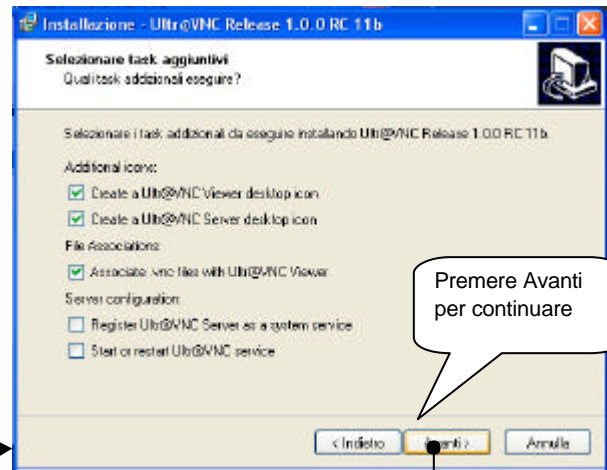 Installazione - Ultr@VNC Release 1.0.0 RC 11b
Selezionare task aggiuntivi
Quali task addizionali eseguire?
Selezionare i task addizionali da eseguire installando Ultr@VNC Release 1.0.0 RC 11b.
Additional icons:
Create a Ultr@VNC Viewer desktop icon
Create a Ultr@VNC Server desktop icon
File Associations:
Associate .vnc files with Ultr@VNC Viewer
Server configuration:
Register Ultr@VNC Server as a system service
Start or restart Ultr@VNC service
Premere Avanti
per continuare
< Indietro
Avanti >
Annulla